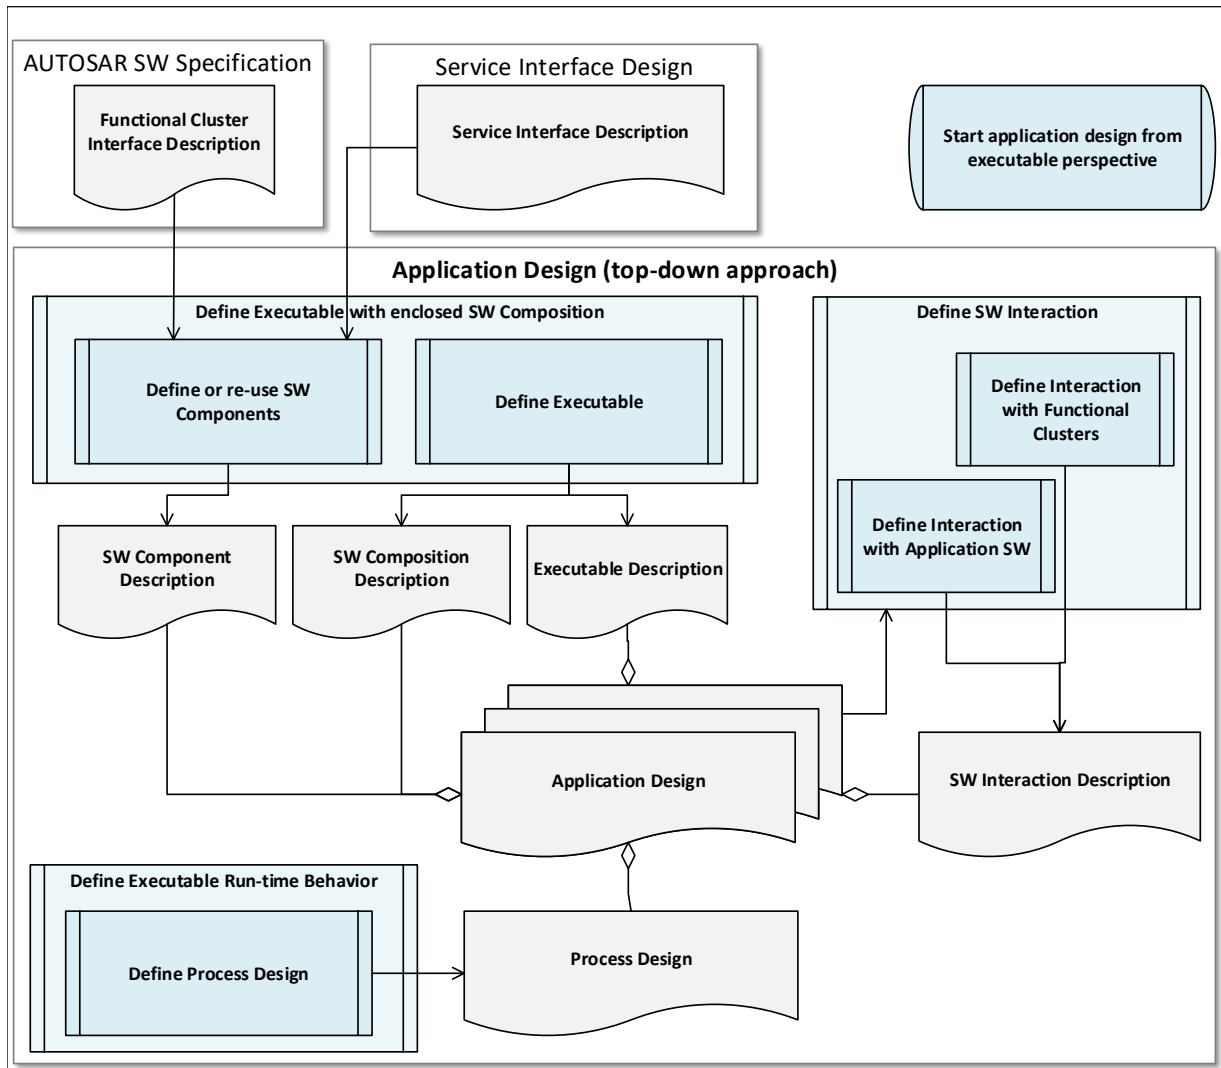 AUTOSAR SW Specification
Functional Cluster
Interface Description
Service Interface Design
Service Interface Description
Start application design from
executable perspective
Application Design (top-down approach)
Define Executable with enclosed SW Composition
Define or re-use SW
Components
Define Executable
Define SW Interaction
Define Interaction
with Functional
Clusters
Define Interaction
with Application SW
SW Component
Description
SW Composition
Description
Executable Description
Application Design
SW Interaction Description
Define Executable Run-time Behavior
Define Process Design
Process Design